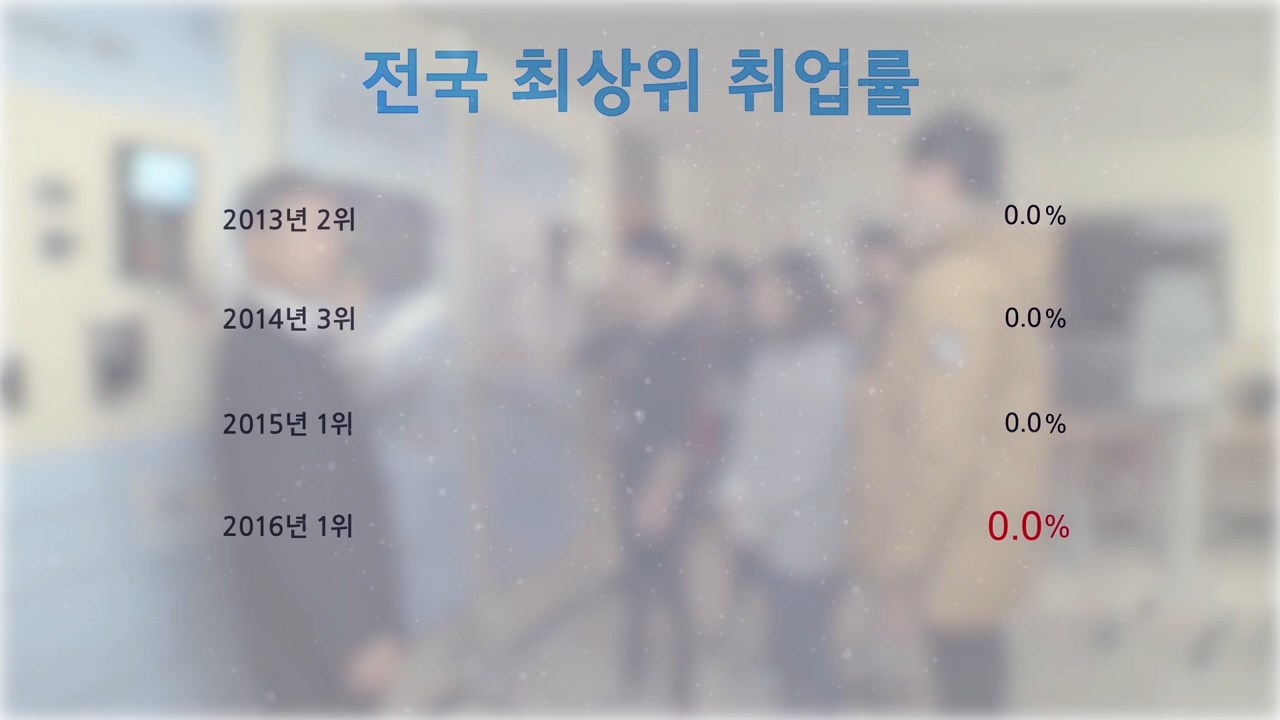 전국 최상위 취업률
2013년 2위 0.0%
2014년 3위 0.0%
2015년 1위 0.0%
2016년 1위 0.0%